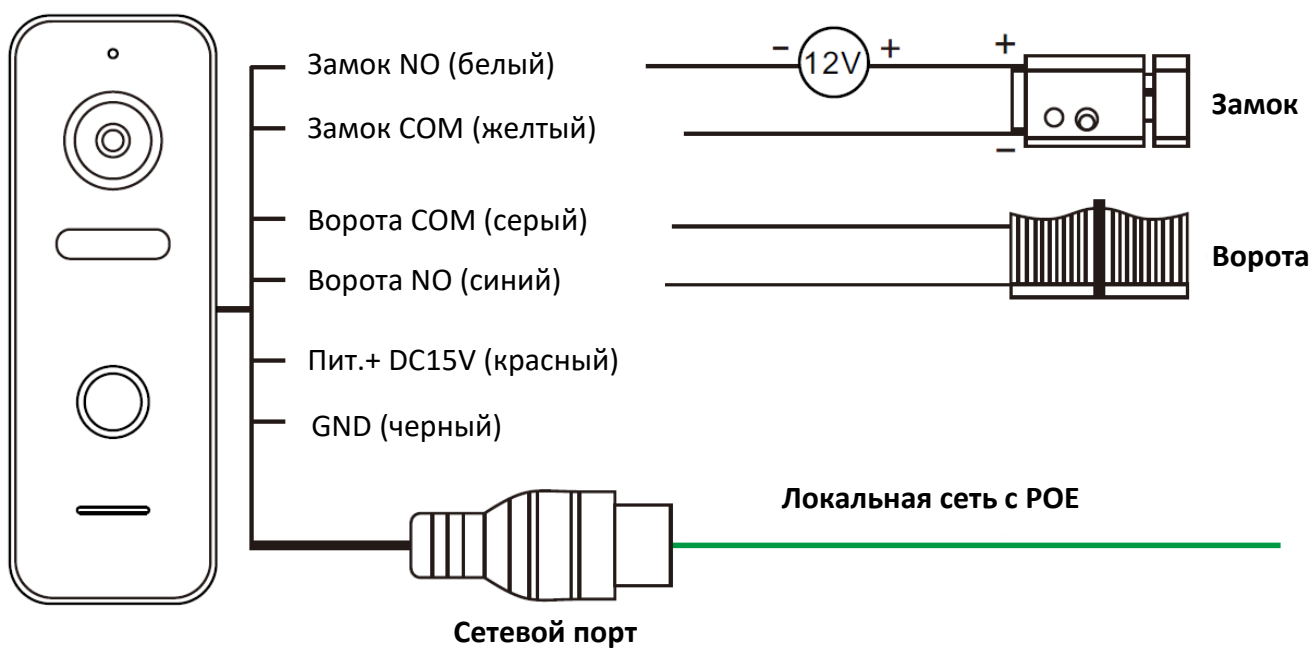 Замок NO (белый)
− 12V +
+
Замок
Замок COM (желтый)
−
Ворота COM (серый)
Ворота
Ворота NO (синий)
Пит.+ DC15V (красный)
GND (черный)
Локальная сеть с POE
Сетевой порт